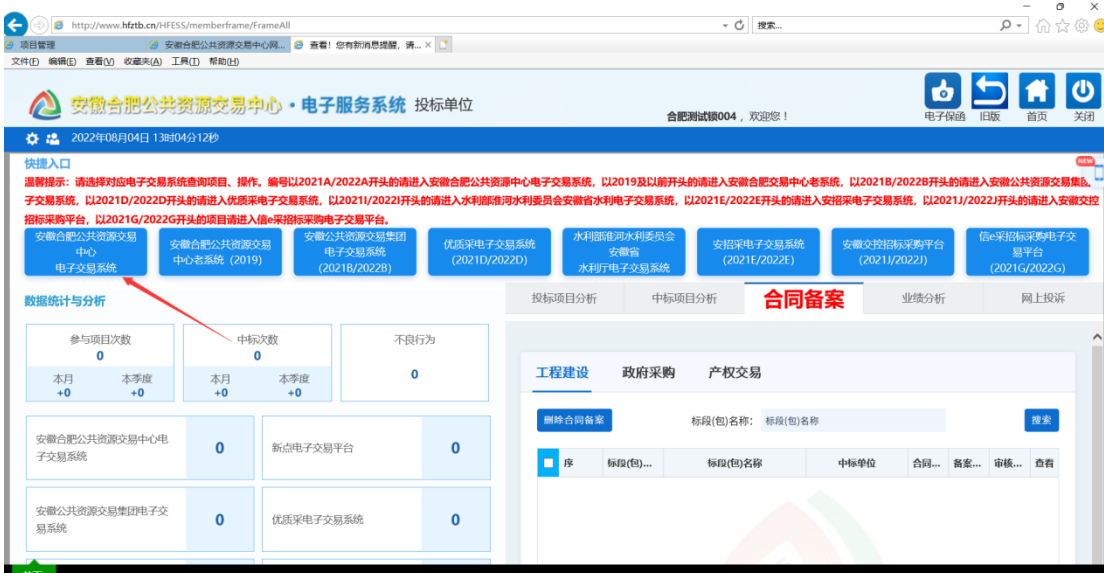 http://www.hfztb.cn/HFESS/memberframe/FrameAll
搜索...
项目管理
安徽合肥公共资源交易中心网...
查看！您有新消息提醒，请... ×
文件(F) 编辑(E) 查看(V) 收藏夹(A) 工具(T) 帮助(H)
安徽合肥公共资源交易中心·电子服务系统 投标单位
合肥测试锁004，欢迎您！
电子保函 旧版 首页 关闭
2022年08月04日 13时04分12秒
快捷入口
NEW
温馨提示：请选择对应电子交易系统查询项目、操作。编号以2021A/2022A开头的请进入安徽合肥公共资源中心电子交易系统，以2019及以前开头的请进入安徽合肥交易中心老系统，以2021B/2022B开头的请进入安徽公共资源交易集团
子交易系统，以2021D/2022D开头的请进入优质采电子交易系统，以2021I/2022I开头的请进入水利部淮河水利委员会安徽省水利电子交易系统，以2021E/2022E开头的请进入安招采电子交易系统，以2021J/2022J开头的请进入安徽交控
招标采购平台，以2021G/2022G开头的项目请进入信e采招标采购电子交易平台。
安徽合肥公共资源交易
中心
电子交易系统
安徽合肥公共资源交易
中心老系统（2019）
安徽公共资源交易集团
电子交易系统
(2021B/2022B)
优质采电子交易系统
(2021D/2022D)
水利部淮河水利委员会
安徽省
水利厅电子交易系统
安招采电子交易系统
(2021E/2022E)
安徽交控招标采购平台
(2021J/2022J)
信e采招标采购电子交
易平台
(2021G/2022G)
数据统计与分析
投标项目分析 中标项目分析 合同备案 业绩分析 网上投诉
参与项目次数
0
本月 本季度
+0 +0
中标次数
0
本月 本季度
+0 +0
不良行为
0
工程建设 政府采购 产权交易
删除合同备案 标段(包)名称： 标段(包)名称 搜索
序 标段(包)... 标段(包)名称 中标单位 合同... 备案... 审核... 查看
安徽合肥公共资源交易中心电
子交易系统
0
新点电子交易平台
0
安徽公共资源交易集团电子交
易系统
0
优质采电子交易系统
0